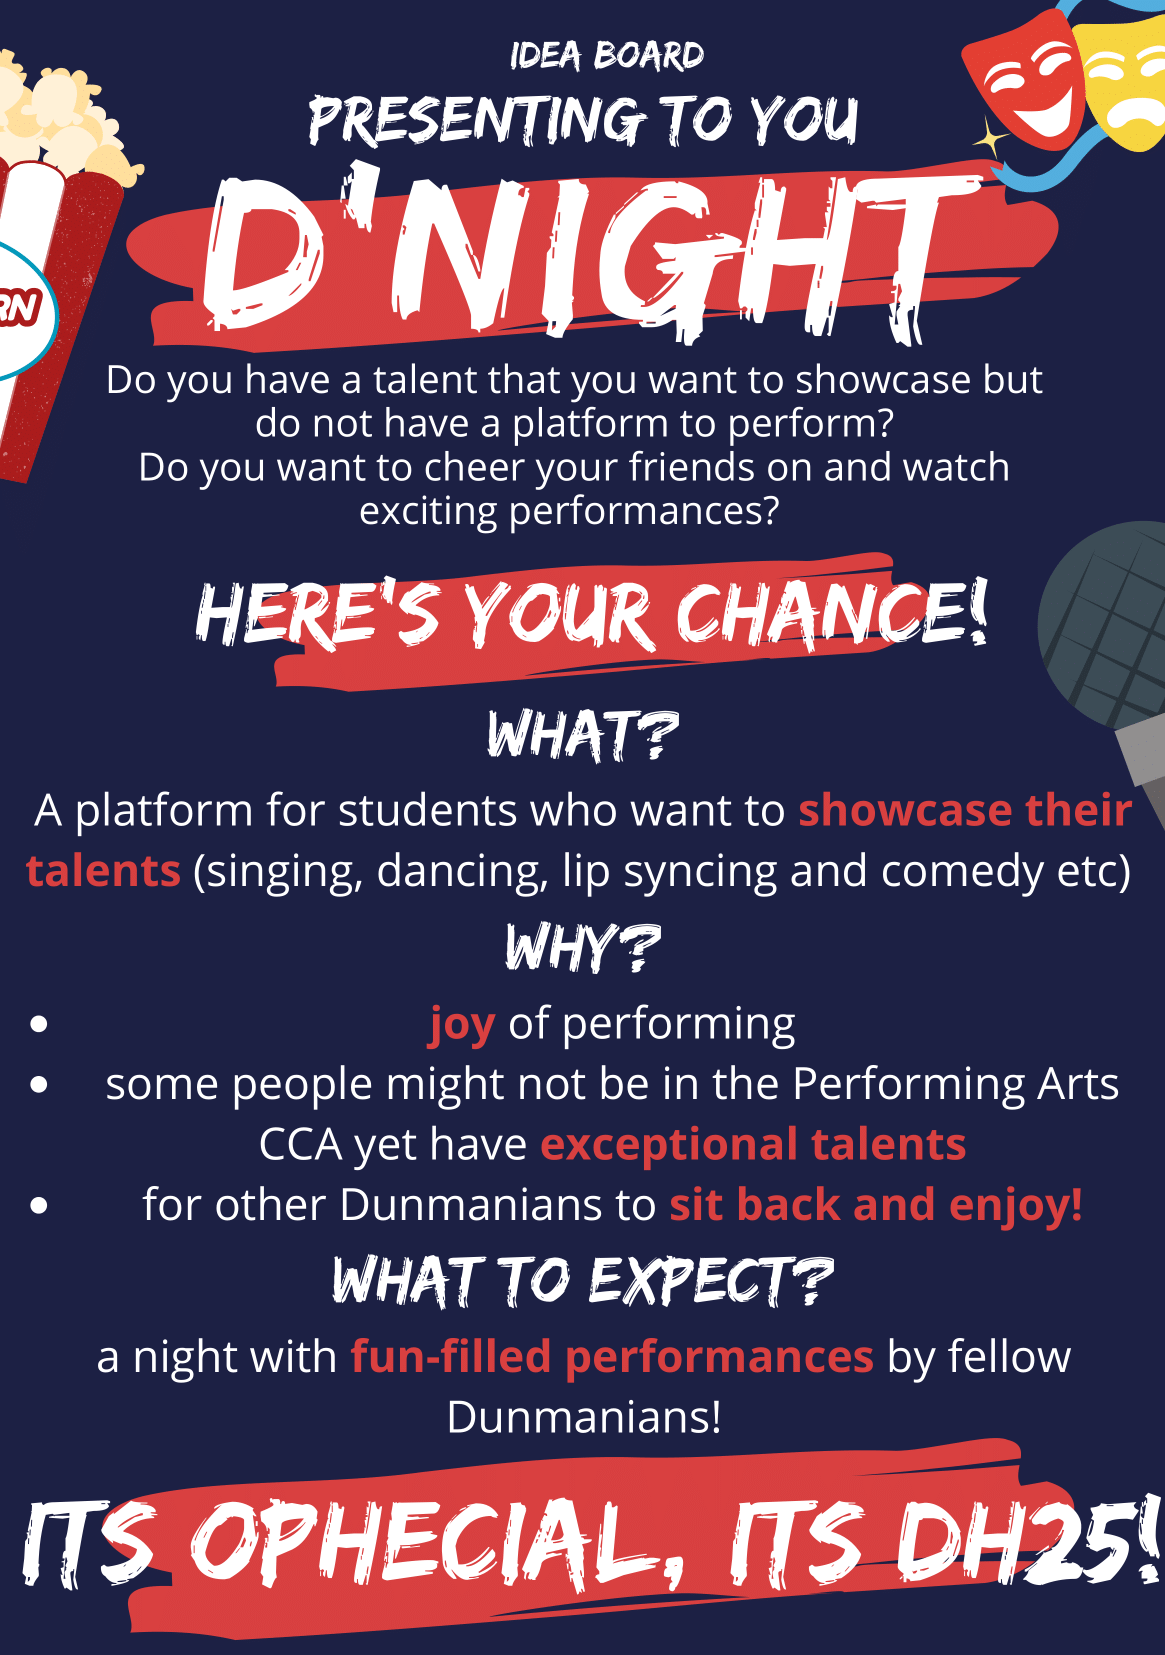 IDEA BOARD
PRESENTING TO YOU
D'NIGHT
RN
Do you have a talent that you want to showcase but
do not have a platform to perform?
Do you want to cheer your friends on and watch
exciting performances?
HERE'S YOUR CHANCE!
WHAT?
A platform for students who want to showcase their
talents (singing, dancing, lip syncing and comedy etc)
WHY?
• joy of performing
• some people might not be in the Performing Arts
CCA yet have exceptional talents
• for other Dunmanians to sit back and enjoy!
WHAT TO EXPECT?
a night with fun-filled performances by fellow
Dunmanians!
ITS OPHECIAL, ITS DH25!